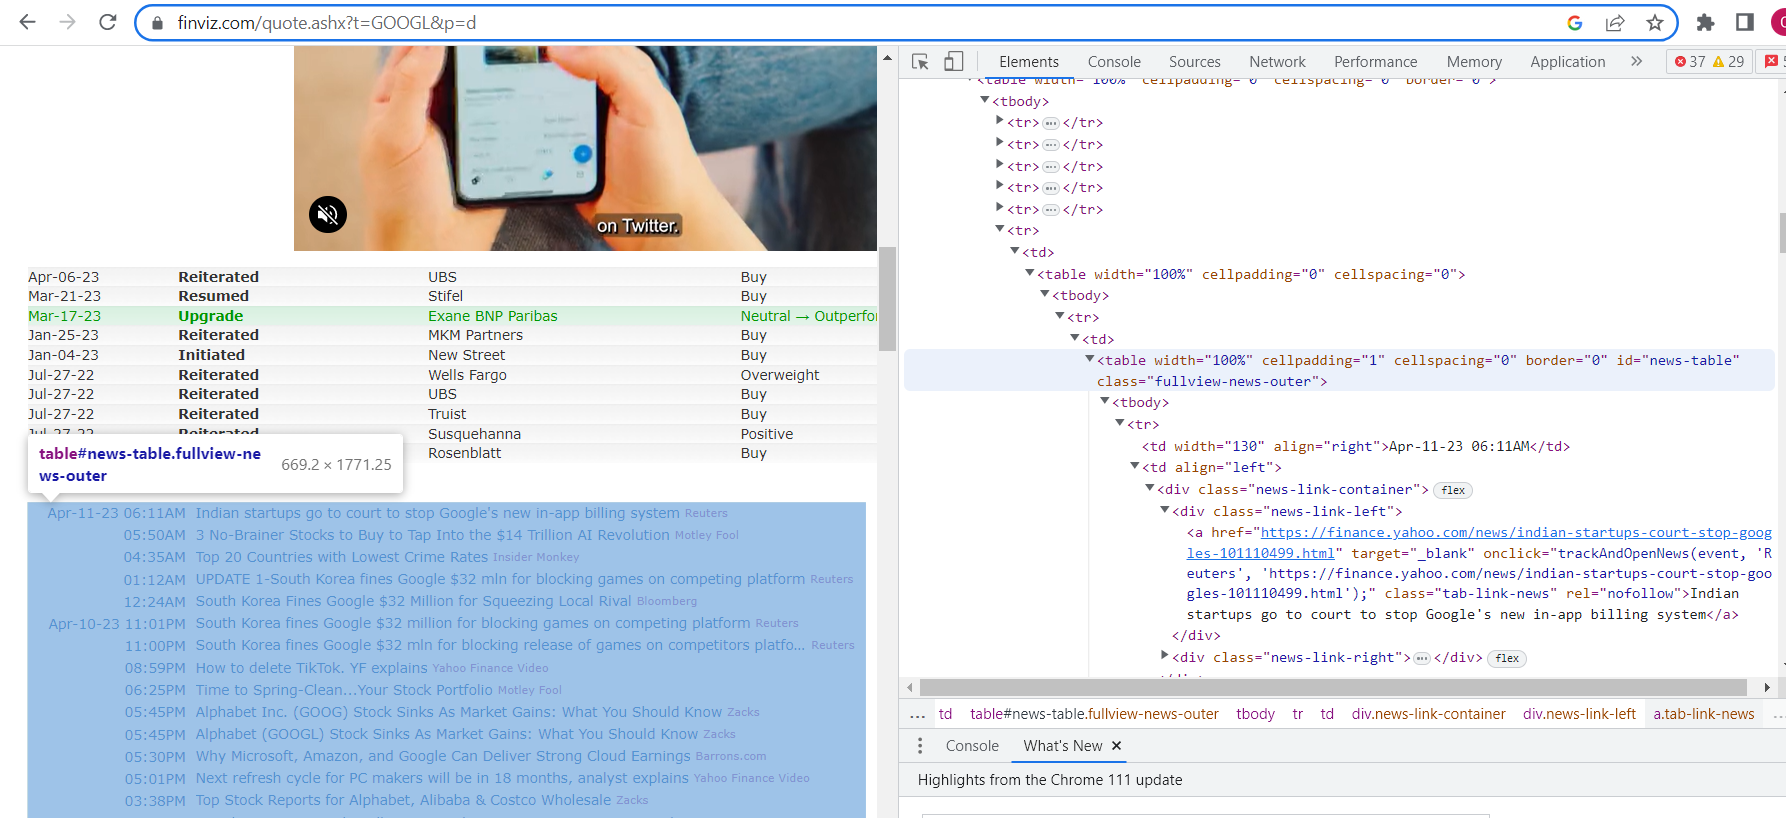 finviz.com/quote.ashx?t=GOOGL&p=d
on Twitter.
Apr-06-23 Reiterated UBS Buy
Mar-21-23 Resumed Stifel Buy
Mar-17-23 Upgrade Exane BNP Paribas Neutral → Outperfor
Jan-25-23 Reiterated MKM Partners Buy
Jan-04-23 Initiated New Street Buy
Jul-27-22 Reiterated Wells Fargo Overweight
Jul-27-22 Reiterated UBS Buy
Jul-27-22 Reiterated Truist Buy
Jul-27-22 Reiterated Susquehanna Positive
Rosenblatt Buy
table#news-table.fullview-ne
ws-outer
669.2 × 1771.25
Apr-11-23 06:11AM Indian startups go to court to stop Google's new in-app billing system Reuters
05:50AM 3 No-Brainer Stocks to Buy to Tap Into the $14 Trillion AI Revolution Motley Fool
04:35AM Top 20 Countries with Lowest Crime Rates Insider Monkey
01:12AM UPDATE 1-South Korea fines Google $32 mln for blocking games on competing platform Reuters
12:24AM South Korea Fines Google $32 Million for Squeezing Local Rival Bloomberg
Apr-10-23 11:01PM South Korea fines Google $32 million for blocking games on competing platform Reuters
11:00PM South Korea fines Google $32 mln for blocking release of games on competitors platfo... Reuters
08:59PM How to delete TikTok. YF explains Yahoo Finance Video
06:25PM Time to Spring-Clean...Your Stock Portfolio Motley Fool
05:45PM Alphabet Inc. (GOOG) Stock Sinks As Market Gains: What You Should Know Zacks
05:45PM Alphabet (GOOGL) Stock Sinks As Market Gains: What You Should Know Zacks
05:30PM Why Microsoft, Amazon, and Google Can Deliver Strong Cloud Earnings Barrons.com
05:01PM Next refresh cycle for PC makers will be in 18 months, analyst explains Yahoo Finance Video
03:38PM Top Stock Reports for Alphabet, Alibaba & Costco Wholesale Zacks
Elements Console Sources Network Performance Memory Application » 37 29 5
<table width="100%" cellpadding="0" cellspacing="0" border="0">
<tbody>
<tr>…</tr>
<tr>…</tr>
<tr>…</tr>
<tr>…</tr>
<tr>…</tr>
<tr>
<td>
<table width="100%" cellpadding="0" cellspacing="0">
<tbody>
<tr>
<td>
<table width="100%" cellpadding="1" cellspacing="0" border="0" id="news-table"
class="fullview-news-outer">
<tbody>
<tr>
<td width="130" align="right">Apr-11-23 06:11AM</td>
<td align="left">
<div class="news-link-container"> flex
<div class="news-link-left">
<a href="https://finance.yahoo.com/news/indian-startups-court-stop-goog
les-101110499.html" target="_blank" onclick="trackAndOpenNews(event, 'R
euters', 'https://finance.yahoo.com/news/indian-startups-court-stop-goo
gles-101110499.html');" class="tab-link-news" rel="nofollow">Indian
startups go to court to stop Google's new in-app billing system</a>
</div>
<div class="news-link-right">…</div> flex
… td table#news-table.fullview-news-outer tbody tr td div.news-link-container div.news-link-left a.tab-link-news …
Console What's New ×
Highlights from the Chrome 111 update